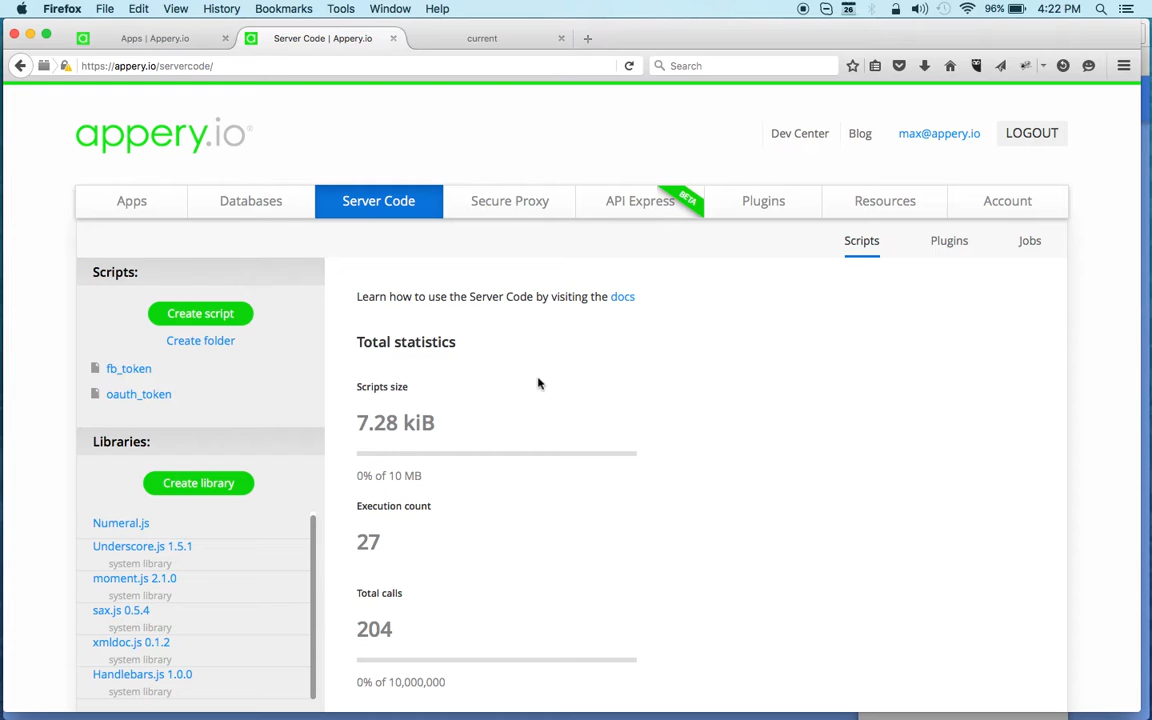 Firefox File Edit View History Bookmarks Tools Window Help 26 96% 4:22 PM
Apps | Appery.io
Server Code | Appery.io
current
https://appery.io/servercode/
Search
appery.io®
Dev Center
Blog
max@appery.io
LOGOUT
Apps
Databases
Server Code
Secure Proxy
API Express
BETA
Plugins
Resources
Account
Scripts
Plugins
Jobs
Scripts:
Create script
Create folder
fb_token
oauth_token
Libraries:
Create library
Numeral.js
Underscore.js 1.5.1
system library
moment.js 2.1.0
system library
sax.js 0.5.4
system library
xmldoc.js 0.1.2
system library
Handlebars.js 1.0.0
system library
Learn how to use the Server Code by visiting the docs
Total statistics
Scripts size
7.28 kiB
0% of 10 MB
Execution count
27
Total calls
204
0% of 10,000,000